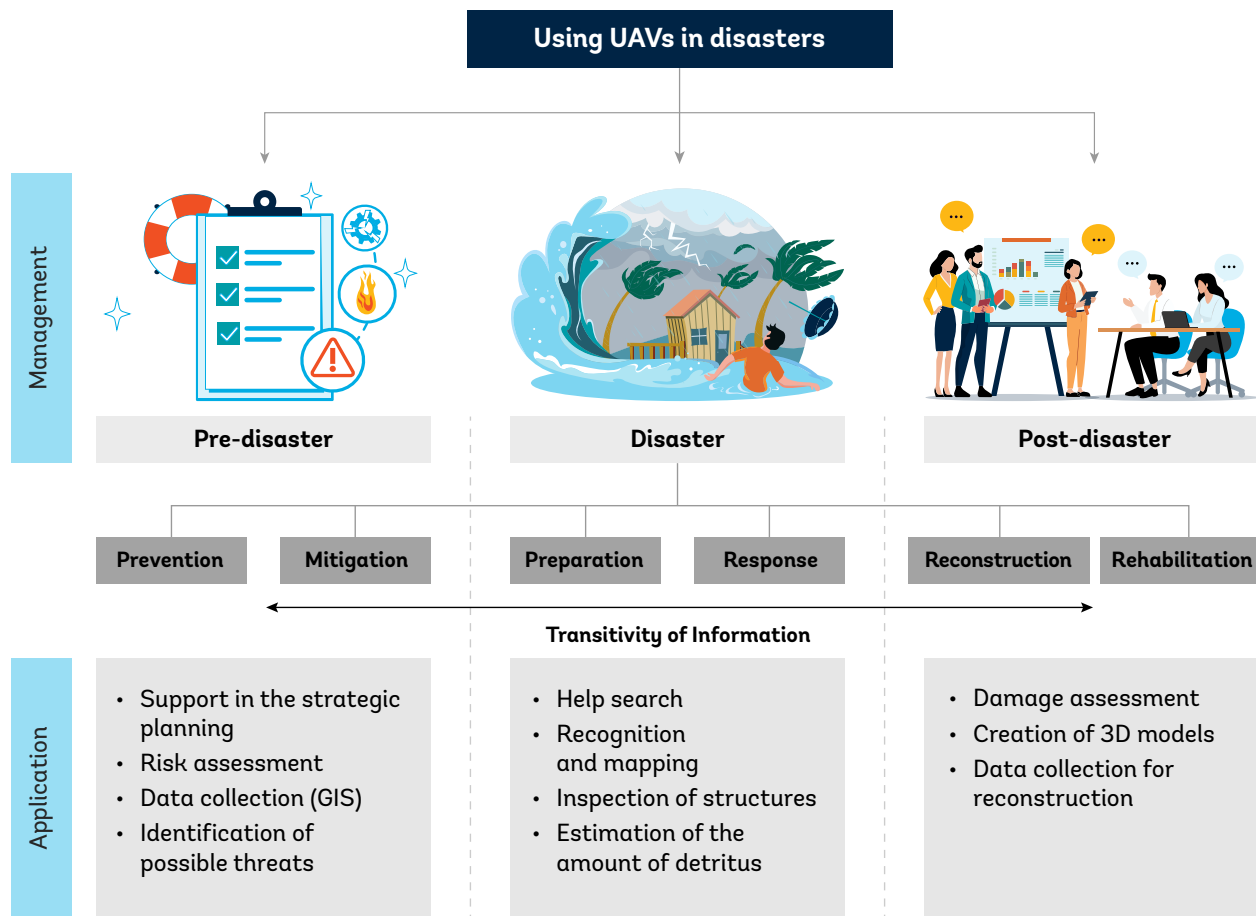 Using UAVs in disasters
Management
Pre-disaster
Disaster
Post-disaster
Prevention
Mitigation
Preparation
Response
Reconstruction
Rehabilitation
Transitivity of Information
Application
• Support in the strategic
planning
• Risk assessment
• Data collection (GIS)
• Identification of
possible threats
• Help search
• Recognition
and mapping
• Inspection of structures
• Estimation of the
amount of detritus
• Damage assessment
• Creation of 3D models
• Data collection for
reconstruction